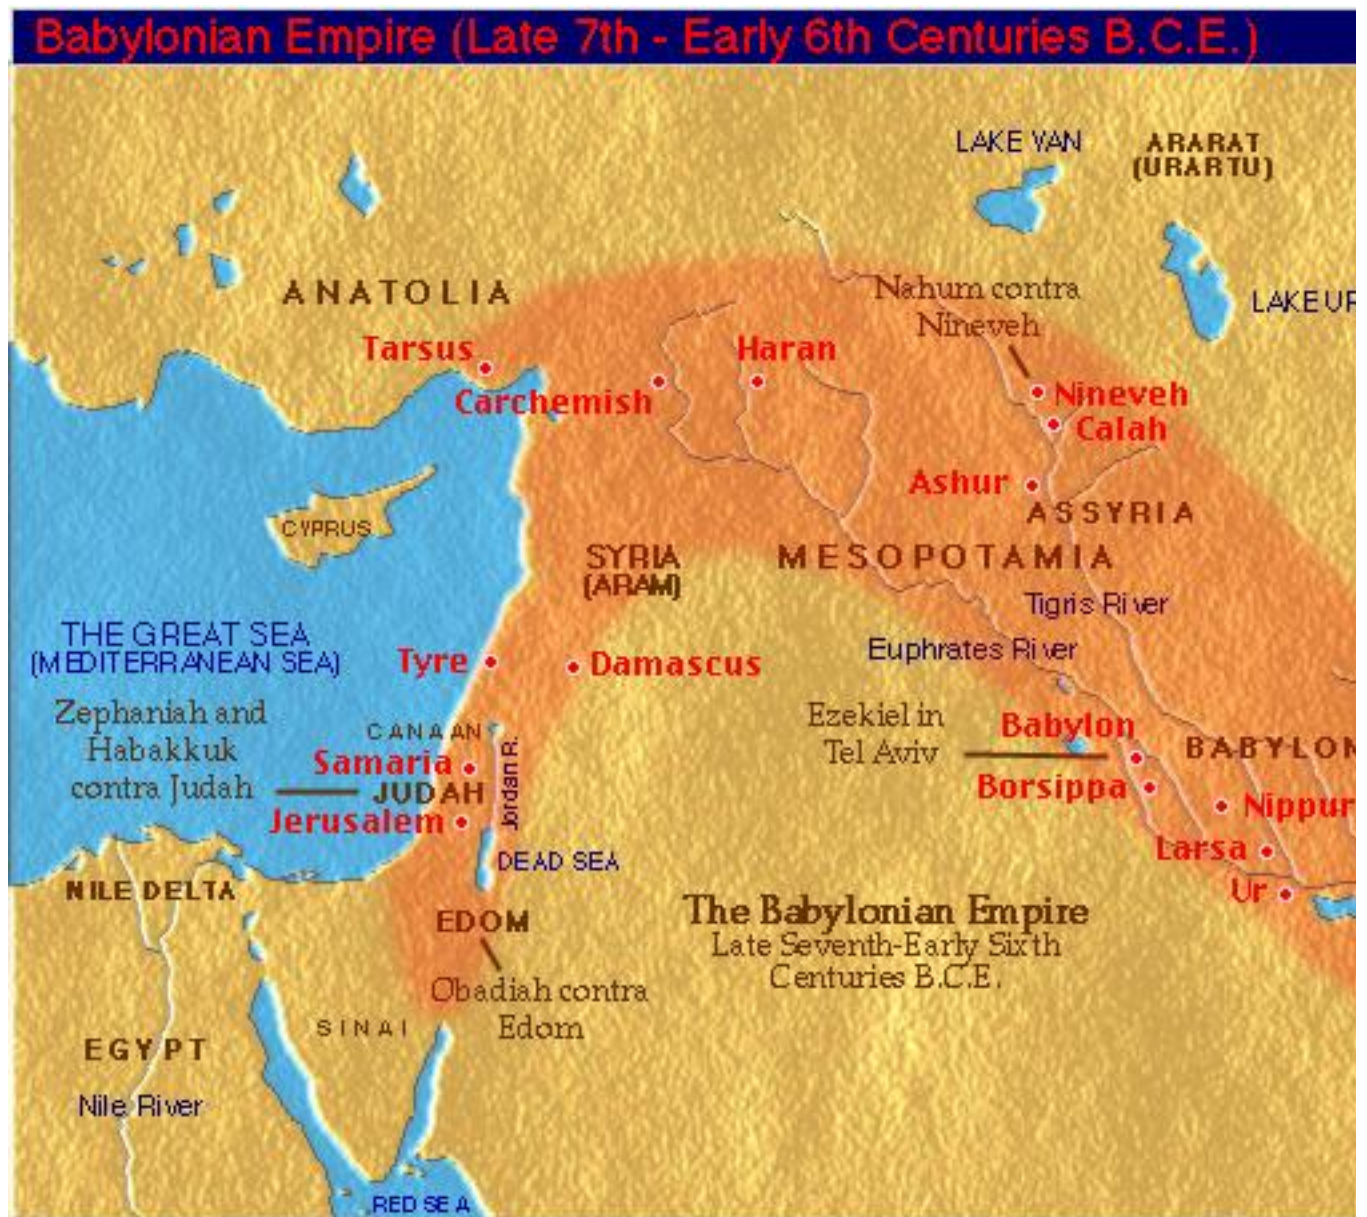 Babylonian Empire (Late 7th - Early 6th Centuries B.C.E.)
LAKE VAN
ARARAT
(URARTU)
ANATOLIA
Nahum contra
Nineveh
LAKE UR
Tarsus
Haran
Carchemish
Nineveh
Calah
Ashur
ASSYRIA
CYPRUS
SYRIA
(ARAM)
MESOPOTAMIA
Tigris River
THE GREAT SEA
(MEDITERRANEAN SEA)
Euphrates River
Tyre
Damascus
Zephaniah and
Habakkuk
contra Judah
CANAAN
Ezekiel in
Tel Aviv
Babylon
BABYLON
Samaria
Jordan R.
JUDAH
Borsippa
Nippur
Jerusalem
Larsa
DEAD SEA
NILE DELTA
Ur
EDOM
The Babylonian Empire
Late Seventh-Early Sixth
Centuries B.C.E.
Obadiah contra
Edom
SINAI
EGYPT
Nile River
RED SEA